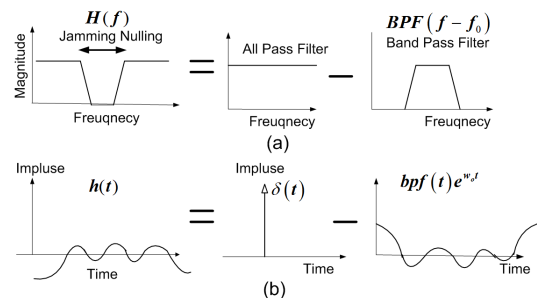 H(f)
Jamming Nulling
Magnitude
Freuqnecy
=
All Pass Filter
Freuqnecy
−
BPF(f−f₀)
Band Pass Filter
Freuqnecy
(a)
Impluse
h(t)
Time
=
Impluse
δ(t)
Time
−
bpf(t)e^{w_o t}
Time
(b)